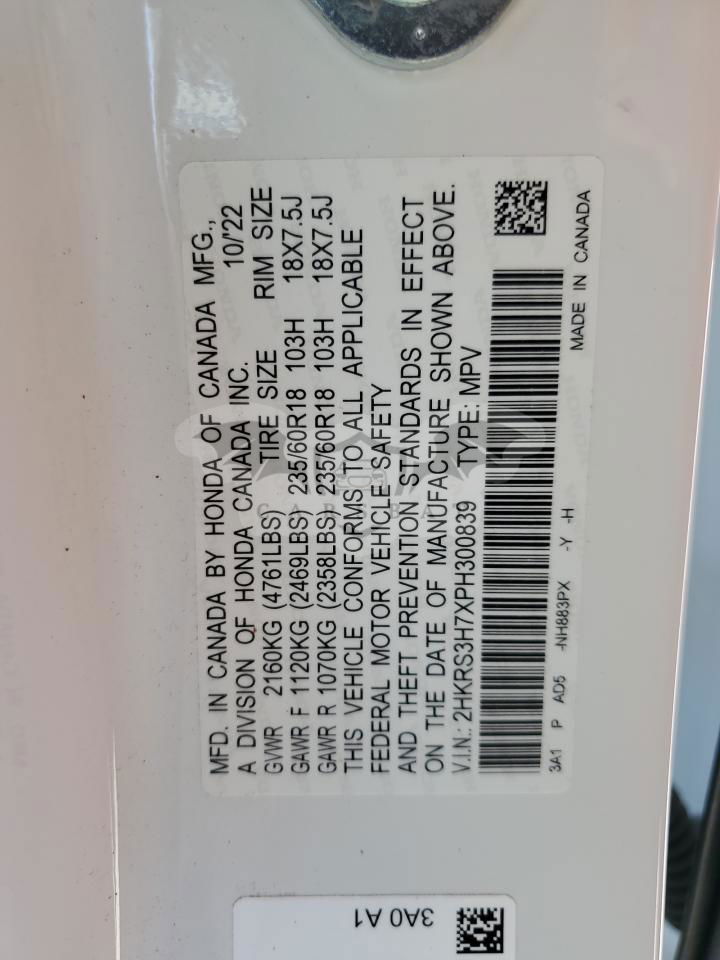 MFD. IN CANADA BY HONDA OF CANADA MFG.,
A DIVISION OF HONDA CANADA INC. 10/'22
GVWR 2160KG (4761LBS) TIRE SIZE RIM SIZE
GAWR F 1120KG (2469LBS) 235/60R18 103H 18X7.5J
GAWR R 1070KG (2358LBS) 235/60R18 103H 18X7.5J
THIS VEHICLE CONFORMS TO ALL APPLICABLE
FEDERAL MOTOR VEHICLE SAFETY
AND THEFT PREVENTION STANDARDS IN EFFECT
ON THE DATE OF MANUFACTURE SHOWN ABOVE.
V.I.N.: 2HKRS3H7XPH300839 TYPE: MPV
3A1 P AD5 -NH883PX -Y -H MADE IN CANADA
3A0 A1